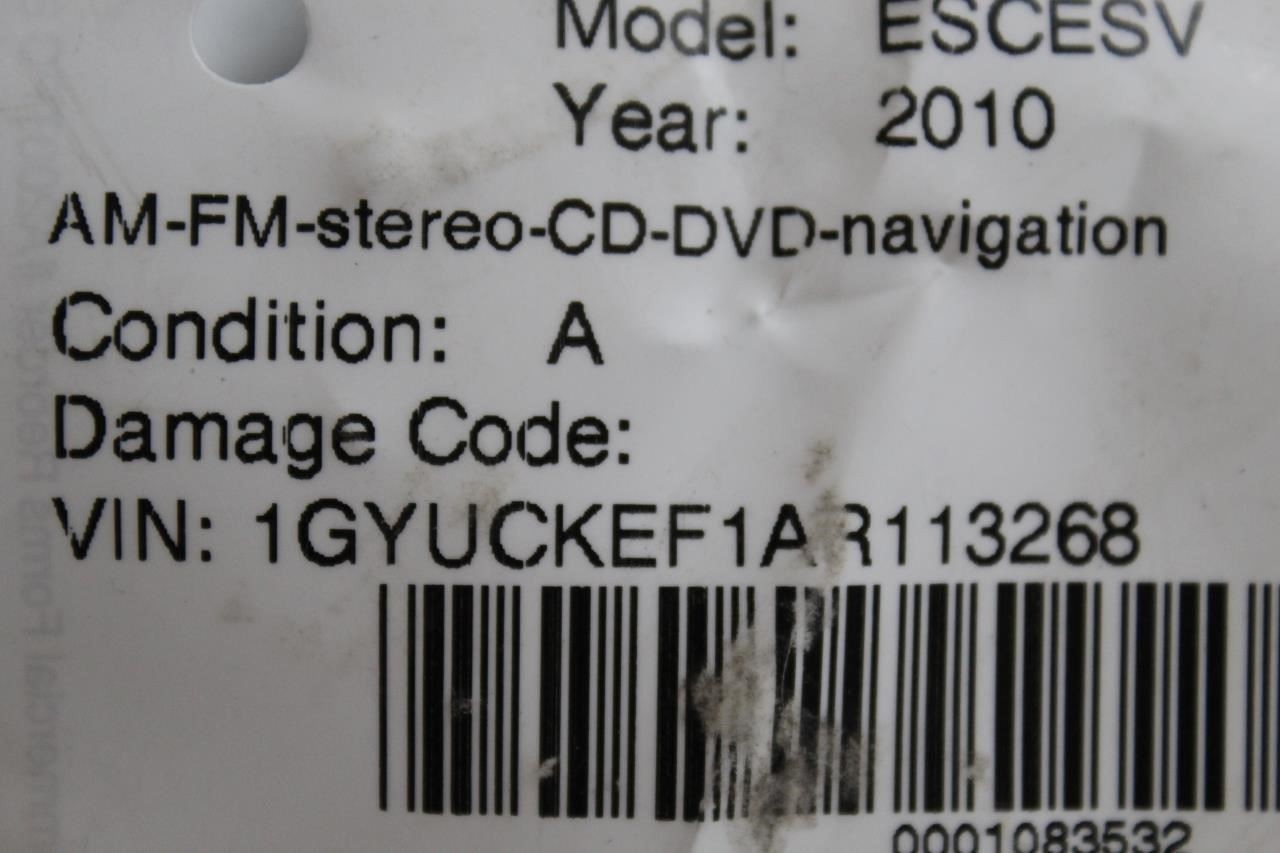 Model: ESCESV
Year: 2010
AM-FM-stereo-CD-DVD-navigation
Condition: A
Damage Code:
VIN: 1GYUCKEF1AR113268
0001083532